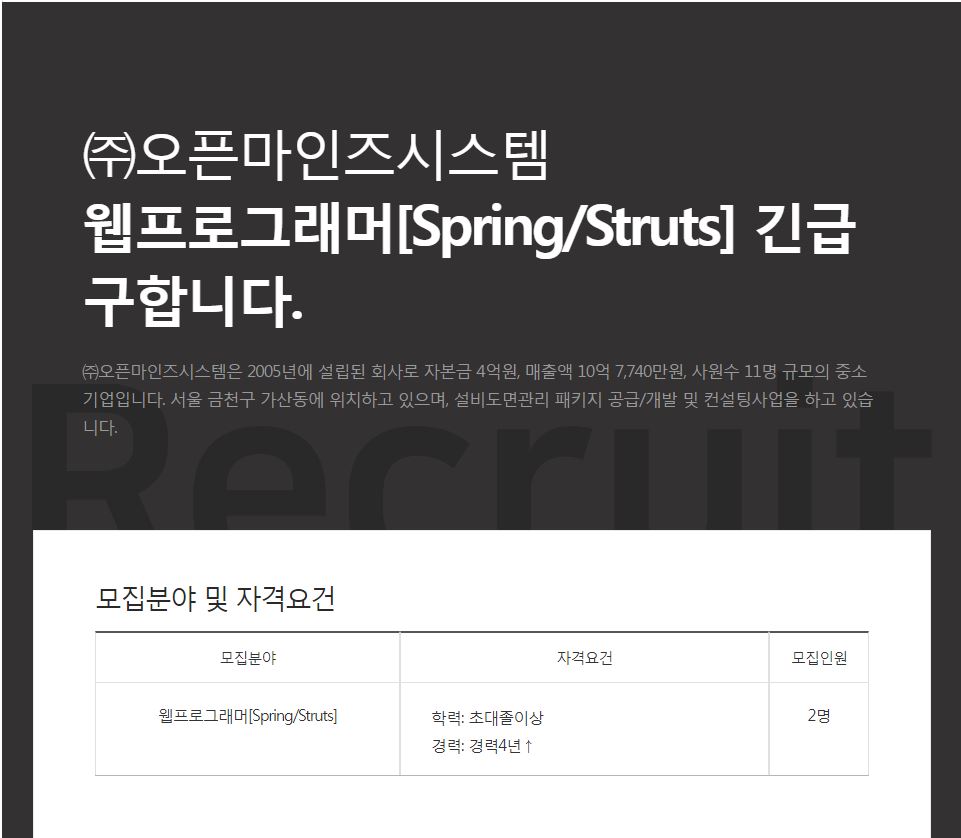 ㈜오픈마인즈시스템
웹프로그래머[Spring/Struts] 긴급
구합니다.
㈜오픈마인즈시스템은 2005년에 설립된 회사로 자본금 4억원, 매출액 10억 7,740만원, 사원수 11명 규모의 중소
기업입니다. 서울 금천구 가산동에 위치하고 있으며, 설비도면관리 패키지 공급/개발 및 컨설팅사업을 하고 있습
니다.
Recruit
모집분야 및 자격요건
모집분야 자격요건 모집인원
웹프로그래머[Spring/Struts] 학력: 초대졸이상 2명
경력: 경력4년↑